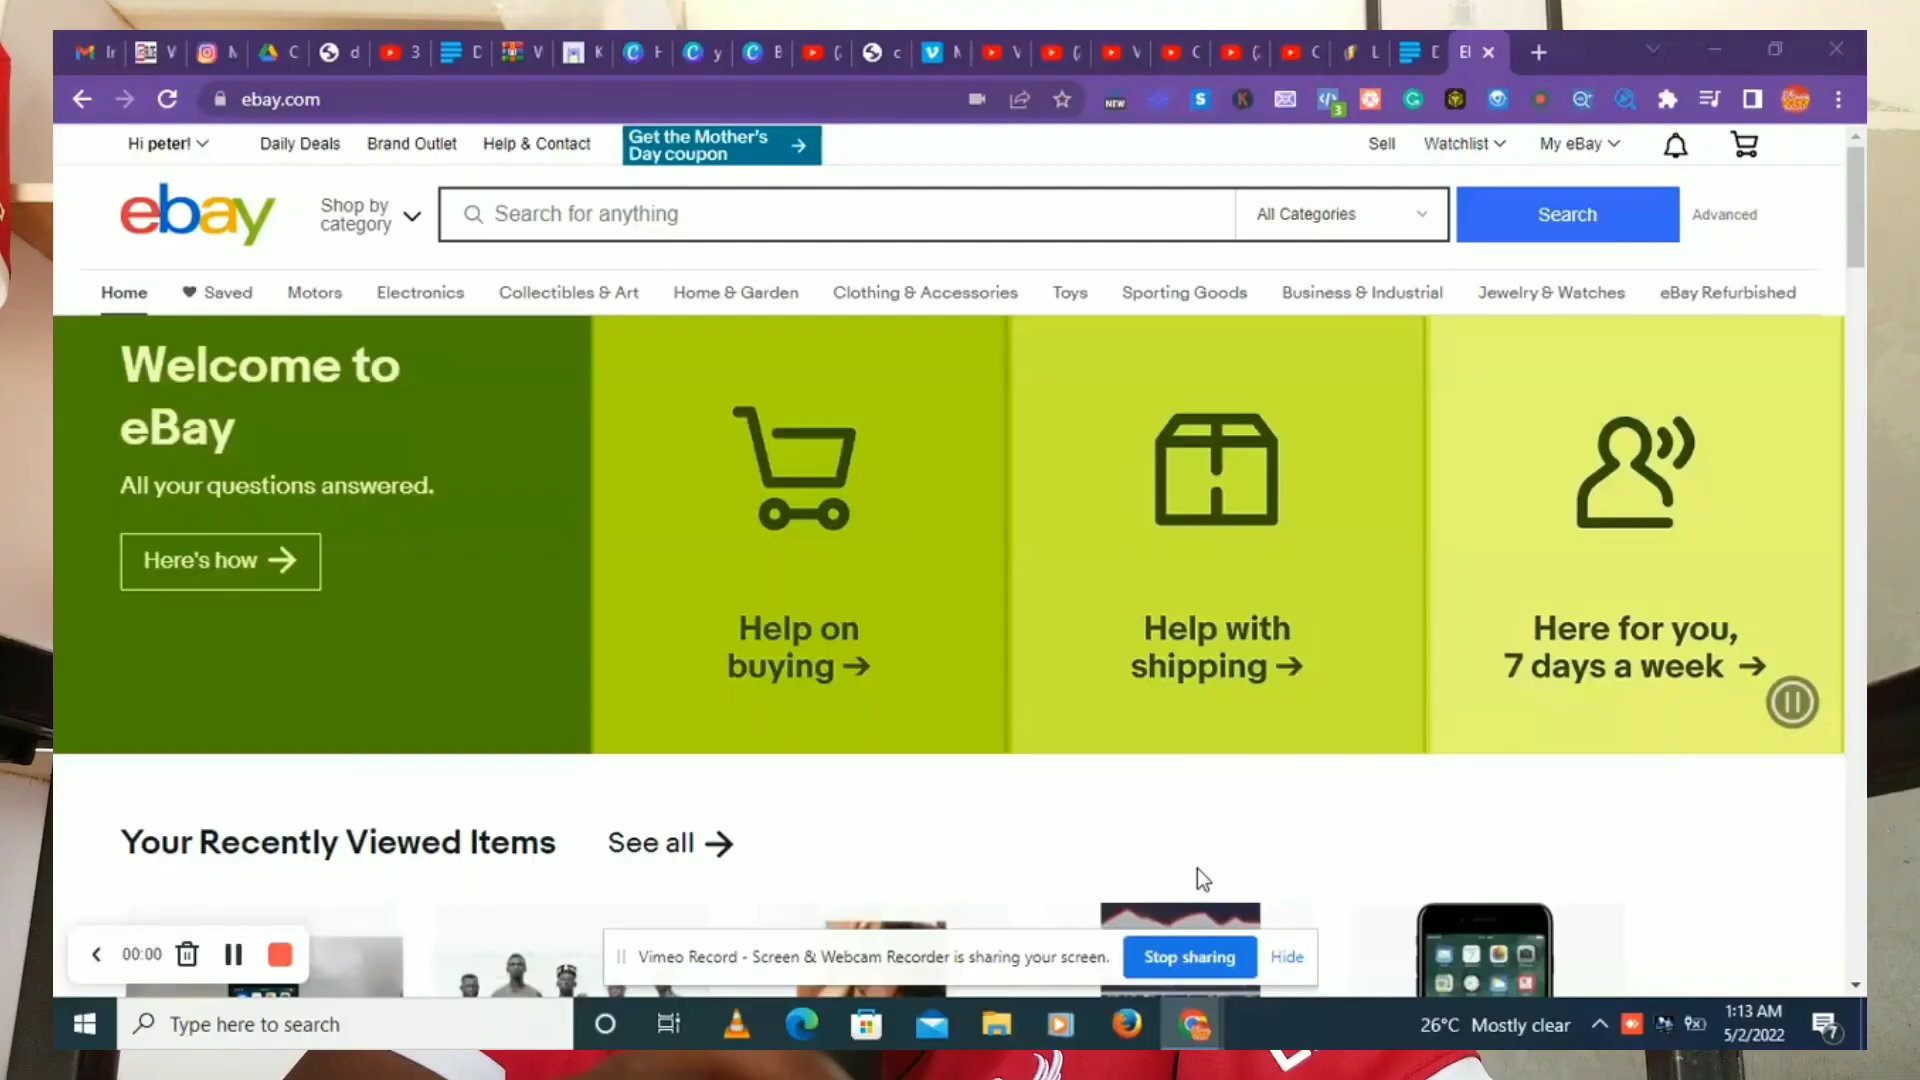 ebay.com
NEW
3
Hi peter!
Daily Deals
Brand Outlet
Help & Contact
Get the Mother's
Day coupon
Sell
Watchlist
My eBay
ebay
Shop by
category
Search for anything
All Categories
Search
Advanced
Home
Saved
Motors
Electronics
Collectibles & Art
Home & Garden
Clothing & Accessories
Toys
Sporting Goods
Business & Industrial
Jewelry & Watches
eBay Refurbished
Welcome to
eBay
All your questions answered.
Here's how
Help on
buying
Help with
shipping
Here for you,
7 days a week
Your Recently Viewed Items
See all
00:00
Vimeo Record - Screen & Webcam Recorder is sharing your screen.
Stop sharing
Hide
Type here to search
26°C Mostly clear
1:13 AM
5/2/2022
7